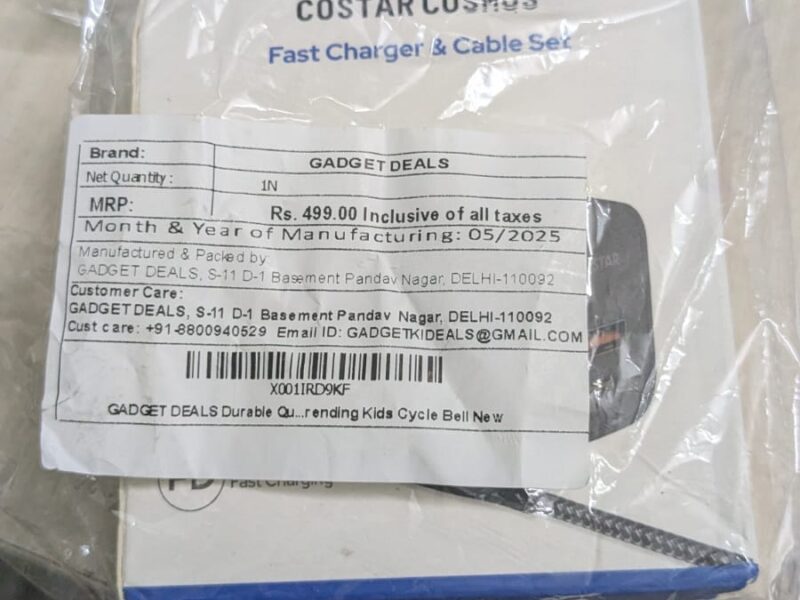 COSTAR COSMOS
Fast Charger & Cable Set
Brand: GADGET DEALS
Net Quantity: 1N
MRP: Rs. 499.00 Inclusive of all taxes
Month & Year of Manufacturing: 05/2025
Manufactured & Packed by
GADGET DEALS, S-11 D-1 Basement Pandav Nagar, DELHI-110092
Customer Care:
GADGET DEALS, S-11 D-1 Basement Pandav Nagar, DELHI-110092
Cust care: +91-8800940529 Email ID: GADGETKIDEALS@GMAIL.COM
X001IRD9KF
GADGET DEALS Durable Qu...rending Kids Cycle Bell New
PD
Fast Charging